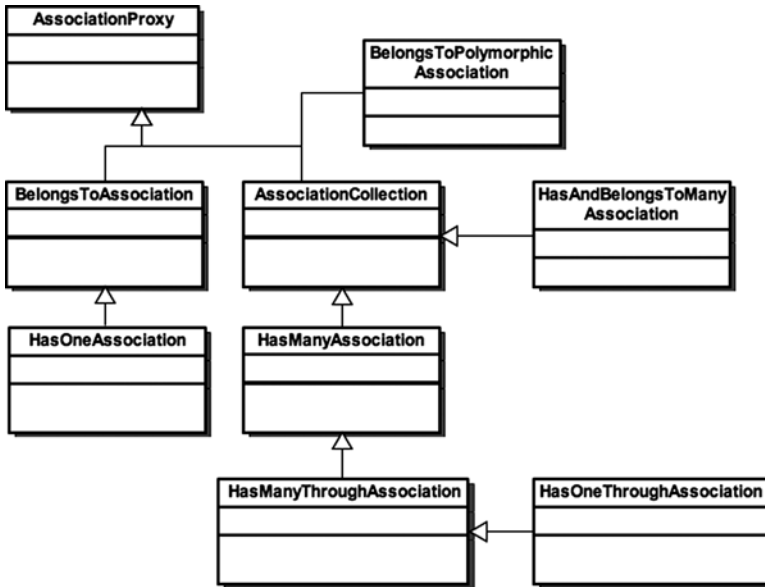 AssociationProxy
BelongsToPolymorphic
Association
BelongsToAssociation
AssociationCollection
HasAndBelongsToMany
Association
HasOneAssociation
HasManyAssociation
HasManyThroughAssociation
HasOneThroughAssociation